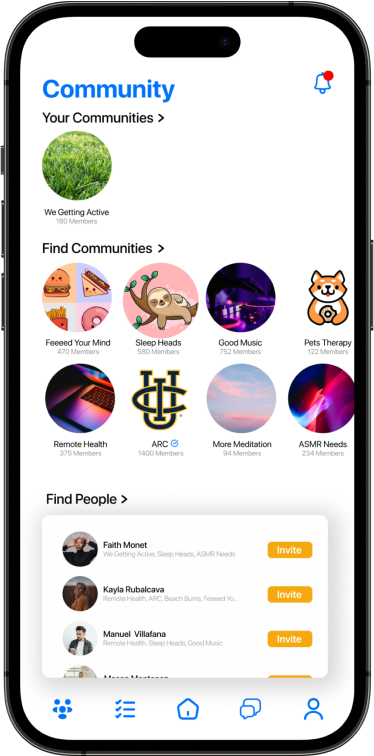 Community
Your Communities >
We Getting Active
180 Members
Find Communities >
Feeeed Your Mind
470 Members
Sleep Heads
580 Members
Good Music
752 Members
Pets Therapy
122 Members
Remote Health
375 Members
UC
ARC
1400 Members
More Meditation
94 Members
ASMR Needs
234 Members
Find People >
Faith Monet
We Getting Active, Sleep Heads, ASMR Needs
Invite
Kayla Rubalcava
Remote Health, ARC, Beach Bums, Feeeed Yo...
Invite
Manuel Villafana
Remote Health, Sleep Heads, Good Music
Invite